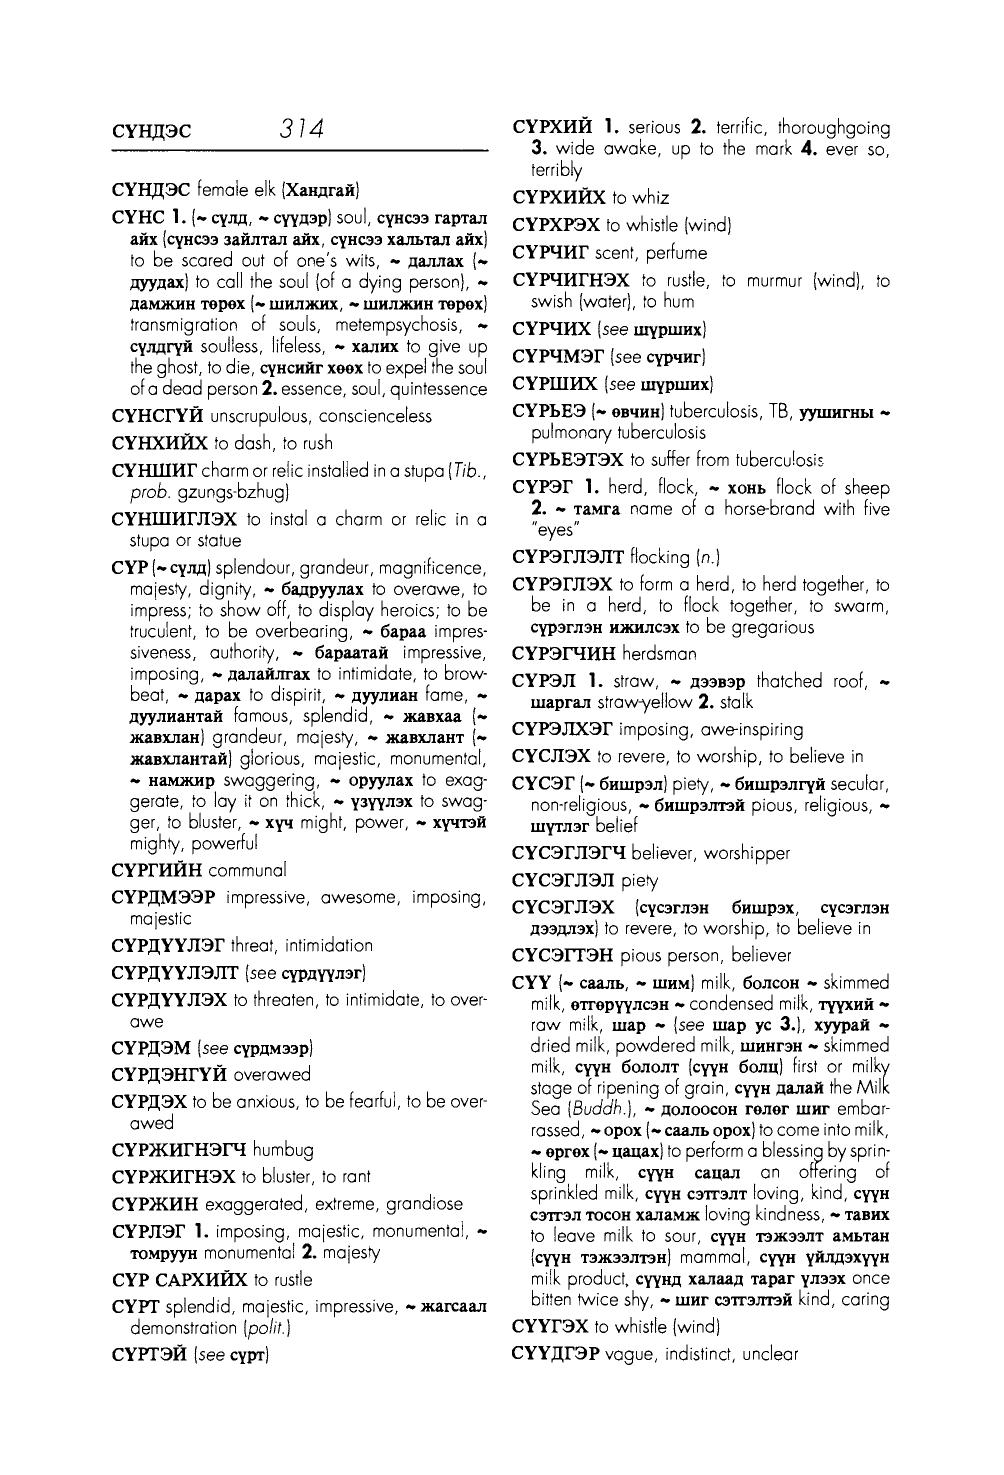 СҮНДЭС 314
СҮНДЭС female elk (Хандгай)
СҮНС 1. (~ сүлд, ~ сүүдэр) soul, сүнсээ гартал
айх (сүнсээ зайлтал айх, сүнсээ хальтал айх)
to be scared out of one's wits, ~ даллах (~
дуудах) to call the soul (of a dying person), ~
дамжин төрөх (~ шилжих, ~ шилжин төрөх)
transmigration of souls, metempsychosis, ~
сүлдгүй soulless, lifeless, ~ халих to give up
the ghost, to die, сүнсийг хөөх to expel the soul
of a dead person 2. essence, soul, quintessence
СҮНСГҮЙ unscrupulous, conscienceless
СҮНХИЙХ to dash, to rush
СҮНШИГ charm or relic installed in a stupa (Tib.,
prob. gzungs-bzhug)
СҮНШИГЛЭХ to instal a charm or relic in a
stupa or statue
СҮР (~ сүлд) splendour, grandeur, magnificence,
majesty, dignity, ~ бадруулах to overawe, to
impress; to show off, to display heroics; to be
truculent, to be overbearing, ~ бараа impres-
siveness, authority, ~ бараатай impressive,
imposing, ~ далайлгах to intimidate, to brow-
beat, ~ дарах to dispirit, ~ дуулиан fame, ~
дуулиантай famous, splendid, ~ жавхаа (~
жавхлан) grandeur, majesty, ~ жавхлант (~
жавхлантай) glorious, majestic, monumental,
~ намжир swaggering, ~ оруулах to exag-
gerate, to lay it on thick, ~ үзүүлэх to swag-
ger, to bluster, ~ хүч might, power, ~ хүчтэй
mighty, powerful
СҮРГИЙН communal
СҮРДМЭЭР impressive, awesome, imposing,
majestic
СҮРДҮҮЛЭГ threat, intimidation
СҮРДҮҮЛЭЛТ (see сүрдүүлэг)
СҮРДҮҮЛЭХ to threaten, to intimidate, to over-
awe
СҮРДЭМ (see сүрдмээр)
СҮРДЭНГҮЙ overawed
СҮРДЭХ to be anxious, to be fearful, to be over-
awed
СҮРЖИГНЭГЧ humbug
СҮРЖИГНЭХ to bluster, to rant
СҮРЖИН exaggerated, extreme, grandiose
СҮРЛЭГ 1. imposing, majestic, monumental, ~
томруун monumental 2. majesty
СҮР САРХИЙХ to rustle
СҮРТ splendid, majestic, impressive, ~ жагсаал
demonstration (polit.)
СҮРТЭЙ (see сүрт)
СҮРХИЙ 1. serious 2. terrific, thoroughgoing
3. wide awake, up to the mark 4. ever so,
terribly
СҮРХИЙХ to whiz
СҮРХРЭХ to whistle (wind)
СҮРЧИГ scent, perfume
СҮРЧИГНЭХ to rustle, to murmur (wind), to
swish (water), to hum
СҮРЧИХ (see шүрших)
СҮРЧМЭГ (see сүрчиг)
СҮРШИХ (see шүрших)
СҮРЬЕЭ (~ өвчин) tuberculosis, TB, уушигны ~
pulmonary tuberculosis
СҮРЬЕЭТЭХ to suffer from tuberculosis
СҮРЭГ 1. herd, flock, ~ хонь flock of sheep
2. ~ тамга name of a horse-brand with five
"eyes"
СҮРЭГЛЭЛТ flocking (n.)
СҮРЭГЛЭХ to form a herd, to herd together, to
be in a herd, to flock together, to swarm,
сүрэглэн ижилсэх to be gregarious
СҮРЭГЧИН herdsman
СҮРЭЛ 1. straw, ~ дээвэр thatched roof, ~
шаргал straw-yellow 2. stalk
СҮРЭЛХЭГ imposing, awe-inspiring
СҮСЛЭХ to revere, to worship, to believe in
СҮСЭГ (~ бишрэл) piety, ~ бишрэлгүй secular,
non-religious, ~ бишрэлтэй pious, religious, ~
шүтлэг belief
СҮСЭГЛЭГЧ believer, worshipper
СҮСЭГЛЭЛ piety
СҮСЭГЛЭХ (сүсэглэн бишрэх, сүсэглэн
дээдлэх) to revere, to worship, to believe in
СҮСЭГТЭН pious person, believer
СҮҮ (~ сааль, ~ шим) milk, болсон ~ skimmed
milk, өтгөрүүлсэн ~ condensed milk, түүхий ~
raw milk, шар ~ (see шар ус 3.), хуурай ~
dried milk, powdered milk, шингэн ~ skimmed
milk, сүүн бололт (сүүн болц) first or milky
stage of ripening of grain, сүүн далай the Milk
Sea (Buddh.), ~ долоосон гөлөг шиг embar-
rassed, ~ орох (~ сааль орох) to come into milk,
~ өргөх (~ цацах) to perform a blessing by sprin-
kling milk, сүүн сацал an offering of
sprinkled milk, сүүн сэтгэлт loving, kind, сүүн
сэтгэл тосон халамж loving kindness, ~ тавих
to leave milk to sour, сүүн тэжээлт амьтан
(сүүн тэжээлтэн) mammal, сүүн үйлдэхүүн
milk product, сүүнд халаад тараг үлээх once
bitten twice shy, ~ шиг сэтгэлтэй kind, caring
СҮҮГЭХ to whistle (wind)
СҮҮДГЭР vague, indistinct, unclear